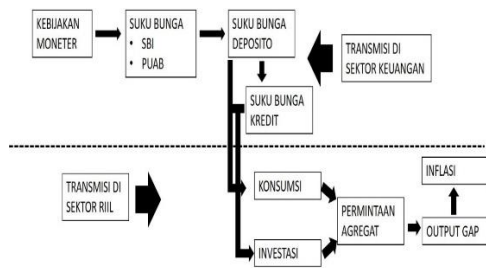 KEBIJAKAN
MONETER
SUKU BUNGA
• SBI
• PUAB
SUKU BUNGA
DEPOSITO
TRANSMISI DI
SEKTOR KEUANGAN
SUKU BUNGA
KREDIT
TRANSMISI DI
SEKTOR RIIL
KONSUMSI
INVESTASI
PERMINTAAN
AGREGAT
INFLASI
OUTPUT GAP